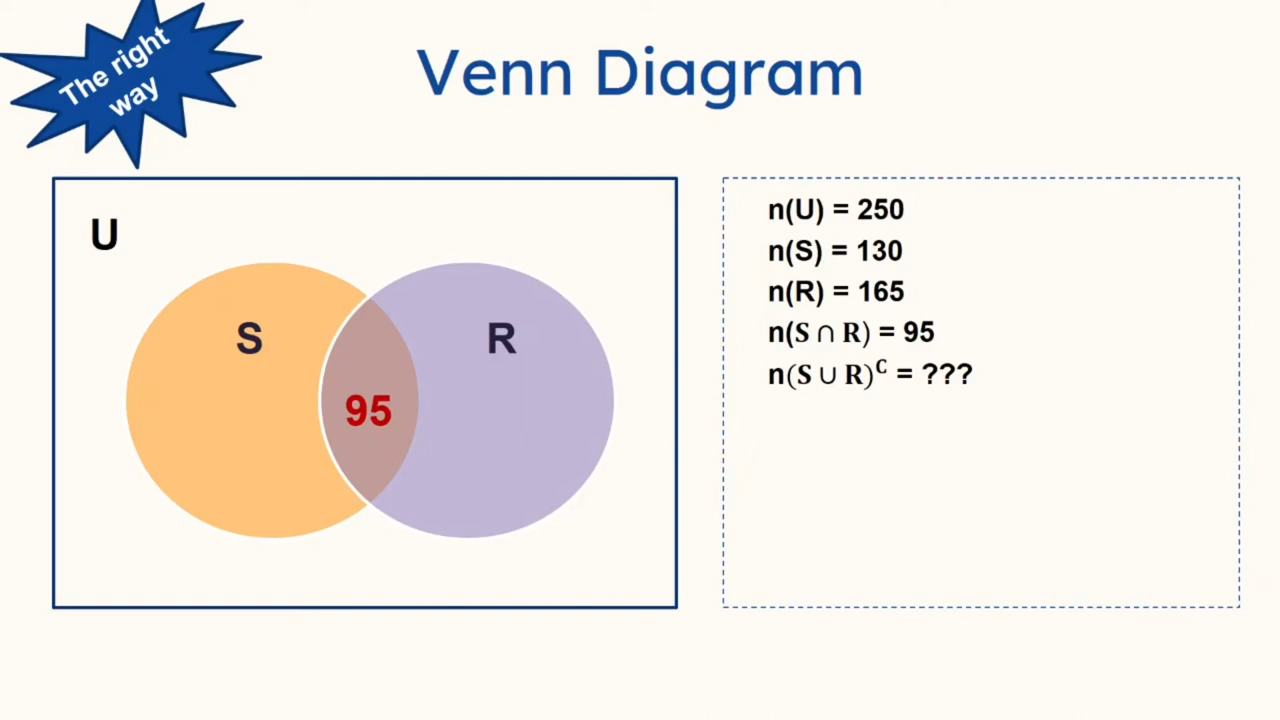 The right
way
Venn Diagram
U
S
R
95
n(U) = 250
n(S) = 130
n(R) = 165
n(S ∩ R) = 95
n(S ∪ R)ᶜ = ???